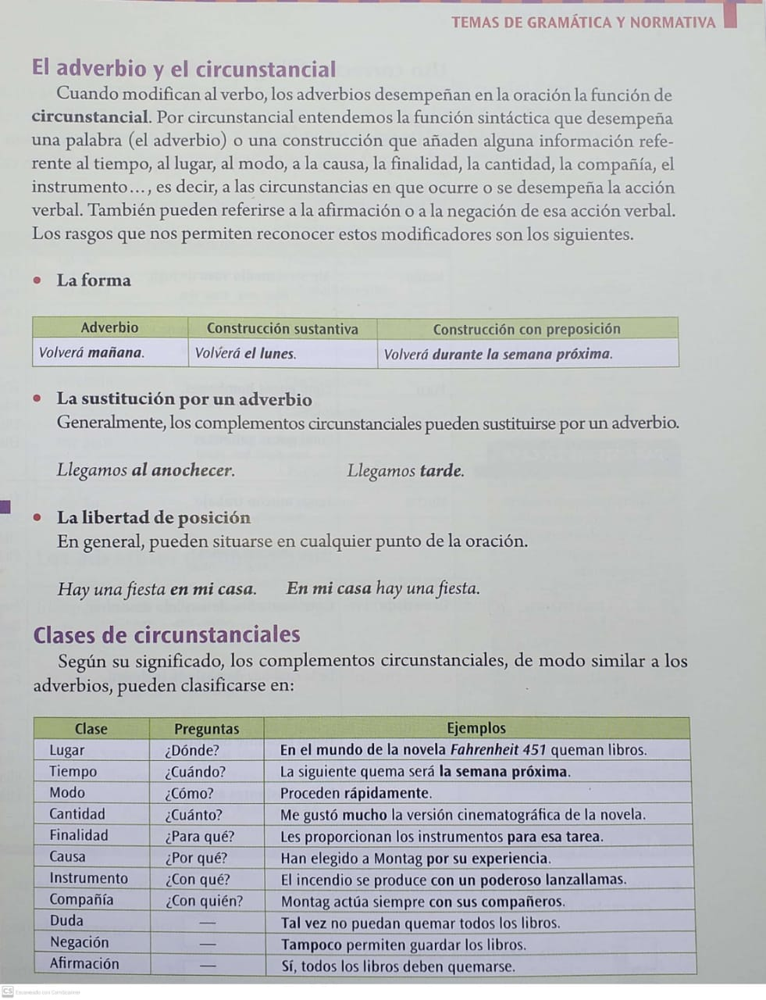 TEMAS DE GRAMÁTICA Y NORMATIVA
El adverbio y el circunstancial
Cuando modifican al verbo, los adverbios desempeñan en la oración la función de
circunstancial. Por circunstancial entendemos la función sintáctica que desempeña
una palabra (el adverbio) o una construcción que añaden alguna información refe-
rente al tiempo, al lugar, al modo, a la causa, la finalidad, la cantidad, la compañía, el
instrumento..., es decir, a las circunstancias en que ocurre o se desempeña la acción
verbal. También pueden referirse a la afirmación o a la negación de esa acción verbal.
Los rasgos que nos permiten reconocer estos modificadores son los siguientes.
• La forma
Adverbio Construcción sustantiva Construcción con preposición
Volverá mañana. Volverá el lunes. Volverá durante la semana próxima.
• La sustitución por un adverbio
Generalmente, los complementos circunstanciales pueden sustituirse por un adverbio.
Llegamos al anochecer. Llegamos tarde.
• La libertad de posición
En general, pueden situarse en cualquier punto de la oración.
Hay una fiesta en mi casa. En mi casa hay una fiesta.
Clases de circunstanciales
Según su significado, los complementos circunstanciales, de modo similar a los
adverbios, pueden clasificarse en:
Clase Preguntas Ejemplos
Lugar ¿Dónde? En el mundo de la novela Fahrenheit 451 queman libros.
Tiempo ¿Cuándo? La siguiente quema será la semana próxima.
Modo ¿Cómo? Proceden rápidamente.
Cantidad ¿Cuánto? Me gustó mucho la versión cinematográfica de la novela.
Finalidad ¿Para qué? Les proporcionan los instrumentos para esa tarea.
Causa ¿Por qué? Han elegido a Montag por su experiencia.
Instrumento ¿Con qué? El incendio se produce con un poderoso lanzallamas.
Compañía ¿Con quién? Montag actúa siempre con sus compañeros.
Duda — Tal vez no puedan quemar todos los libros.
Negación — Tampoco permiten guardar los libros.
Afirmación — Sí, todos los libros deben quemarse.
CS Escaneado con CamScanner